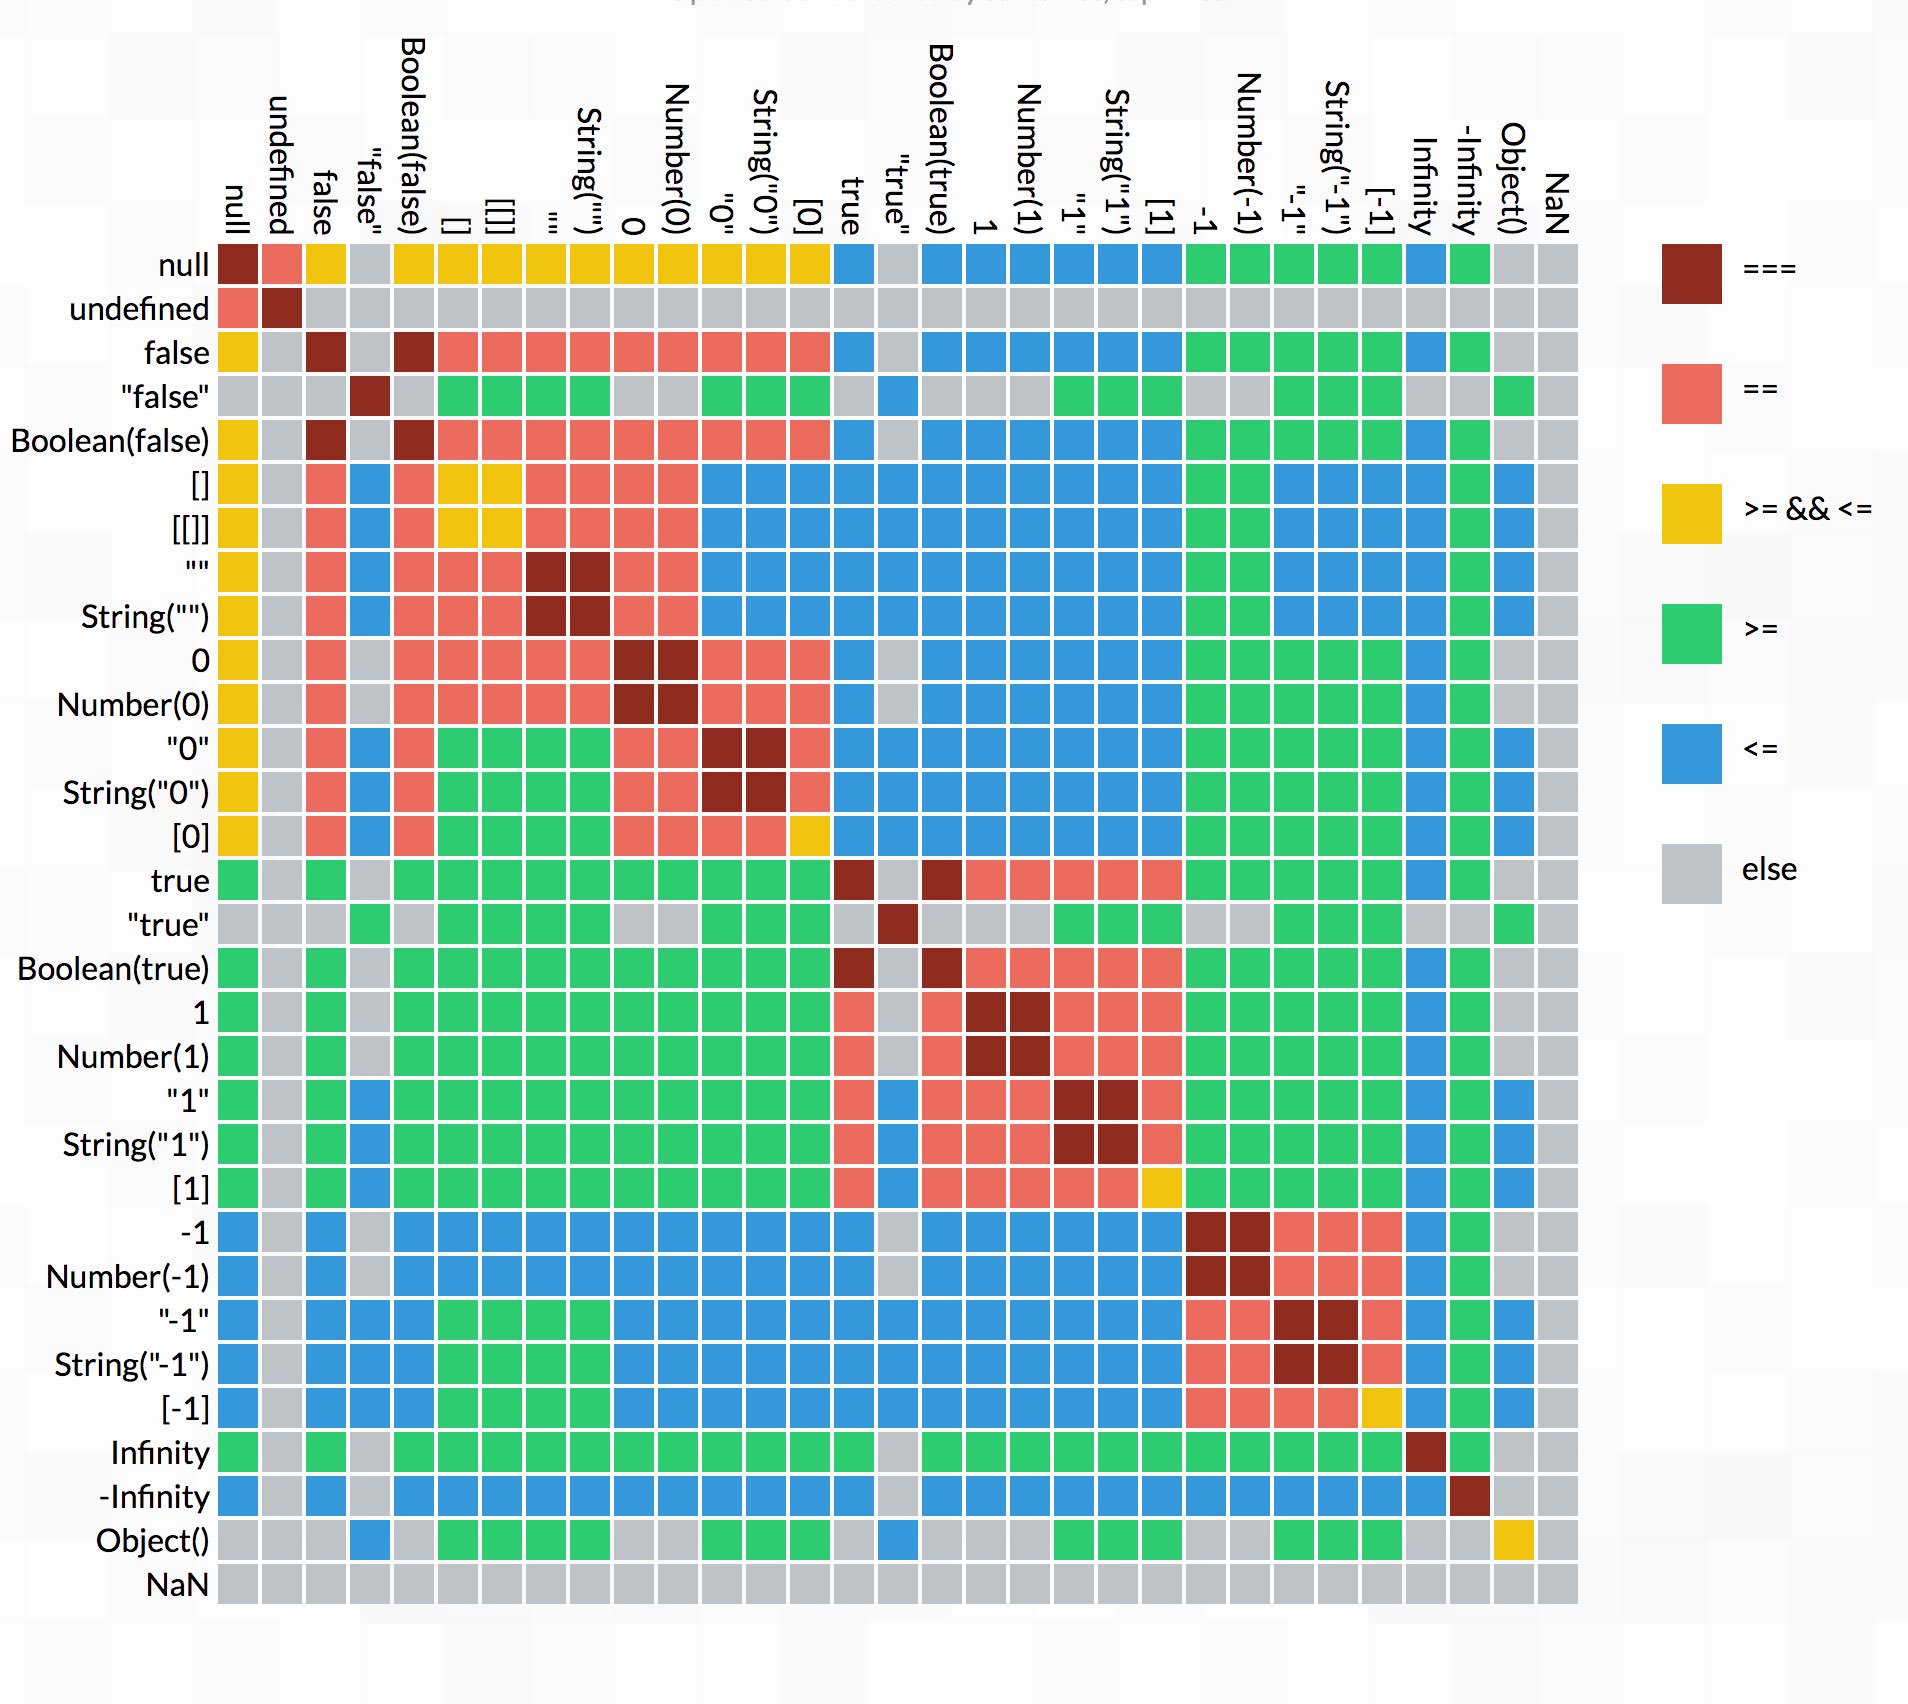 null
undefined
false
"false"
Boolean(false)
[]
[[]]
""
String("")
0
Number(0)
"0"
String("0")
[0]
true
"true"
Boolean(true)
1
Number(1)
"1"
String("1")
[1]
-1
Number(-1)
"-1"
String("-1")
[-1]
Infinity
-Infinity
Object()
NaN
null
undefined
false
"false"
Boolean(false)
[]
[[]]
""
String("")
0
Number(0)
"0"
String("0")
[0]
true
"true"
Boolean(true)
1
Number(1)
"1"
String("1")
[1]
-1
Number(-1)
"-1"
String("-1")
[-1]
Infinity
-Infinity
Object()
NaN
===
==
>= && <=
>=
<=
else